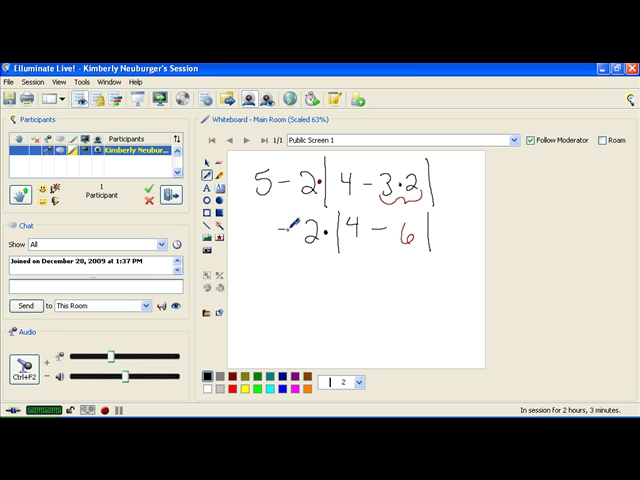 Elluminate Live! - Kimberly Neuburger's Session
File Session View Tools Window Help
Participants
Participants
Kimberly Neubur...
1
Participant
Chat
Show All
Joined on December 28, 2009 at 1:37 PM
Send to This Room
Audio
Ctrl+F2
Whiteboard - Main Room (Scaled 63%)
1/1 Public Screen 1 Follow Moderator Roam
5 - 2·|4 - 3·2|
- 2·|4 - 6|
2
In session for 2 hours, 3 minutes.